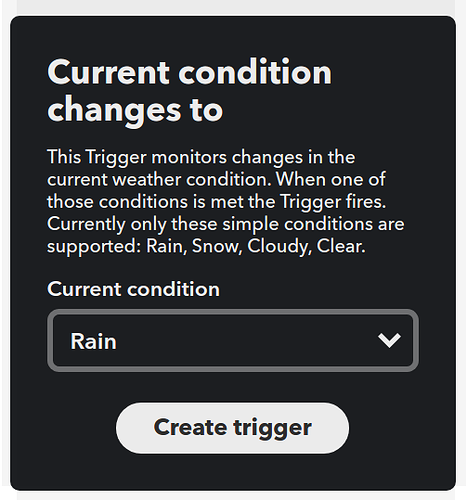 Current condition
changes to
This Trigger monitors changes in the
current weather condition. When one of
those conditions is met the Trigger fires.
Currently only these simple conditions are
supported: Rain, Snow, Cloudy, Clear.
Current condition
Rain
Create trigger